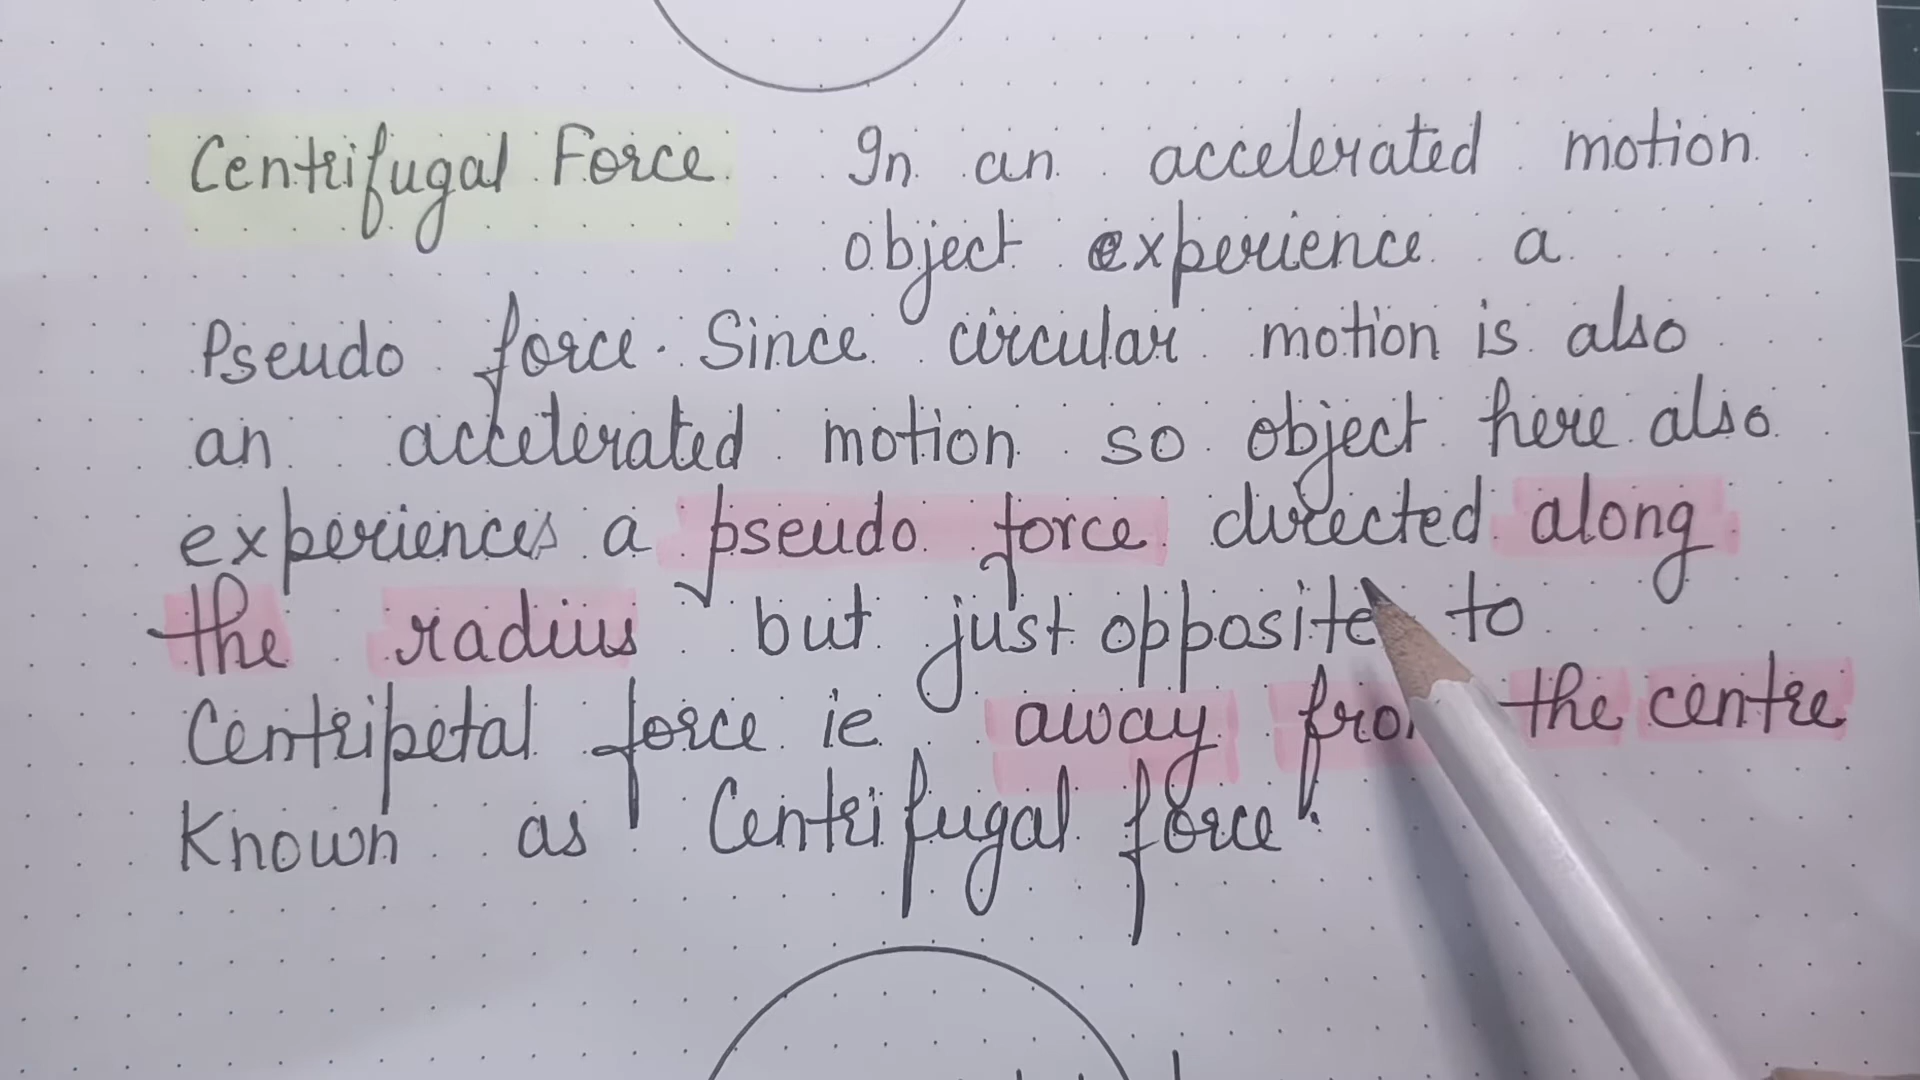 Centrifugal Force In an accelerated motion
object experience a
Pseudo force. Since circular motion is also
an accelerated motion so object here also
experiences a pseudo force directed along
the radius but just opposite to
Centripetal force ie away from the centre
Known as Centrifugal force.